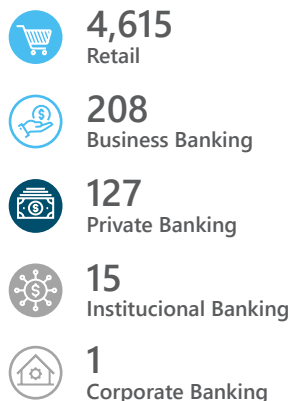 4,615
Retail
208
Business Banking
127
Private Banking
15
Institucional Banking
1
Corporate Banking